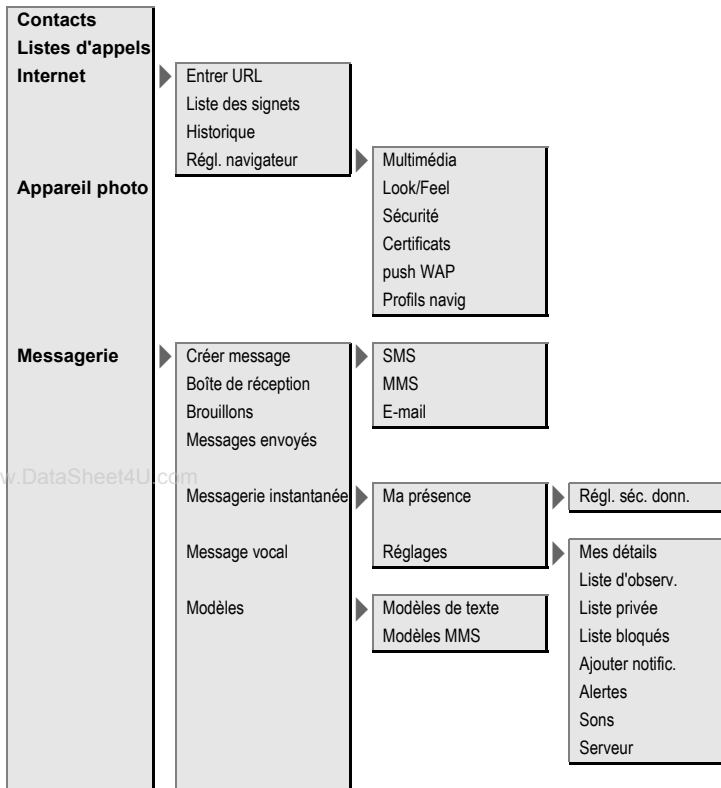 Contacts
Listes d'appels
Internet
Entrer URL
Liste des signets
Historique
Régl. navigateur
Multimédia
Look/Feel
Sécurité
Certificats
push WAP
Profils navig
Appareil photo
Messagerie
Créer message
SMS
MMS
E-mail
Boîte de réception
Brouillons
Messages envoyés
w.DataSheet4U.com
Messagerie instantanée
Ma présence
Régl. séc. donn.
Réglages
Mes détails
Liste d'observ.
Liste privée
Liste bloqués
Ajouter notific.
Alertes
Sons
Serveur
Message vocal
Modèles
Modèles de texte
Modèles MMS